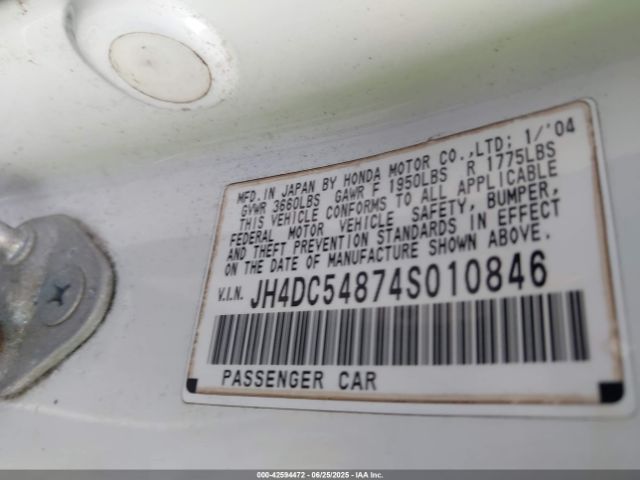 MFD.IN JAPAN BY HONDA MOTOR CO.,LTD; 1/'04
GVWR 3660LBS GAWR F 1950LBS R 1775LBS
THIS VEHICLE CONFORMS TO ALL APPLICABLE
FEDERAL MOTOR VEHICLE SAFETY, BUMPER,
AND THEFT PREVENTION STANDARDS IN EFFECT
ON THE DATE OF MANUFACTURE SHOWN ABOVE.
V.I.N. JH4DC54874S010846
PASSENGER CAR
000-42594472 | 06/25/2025 - AVAILABLE